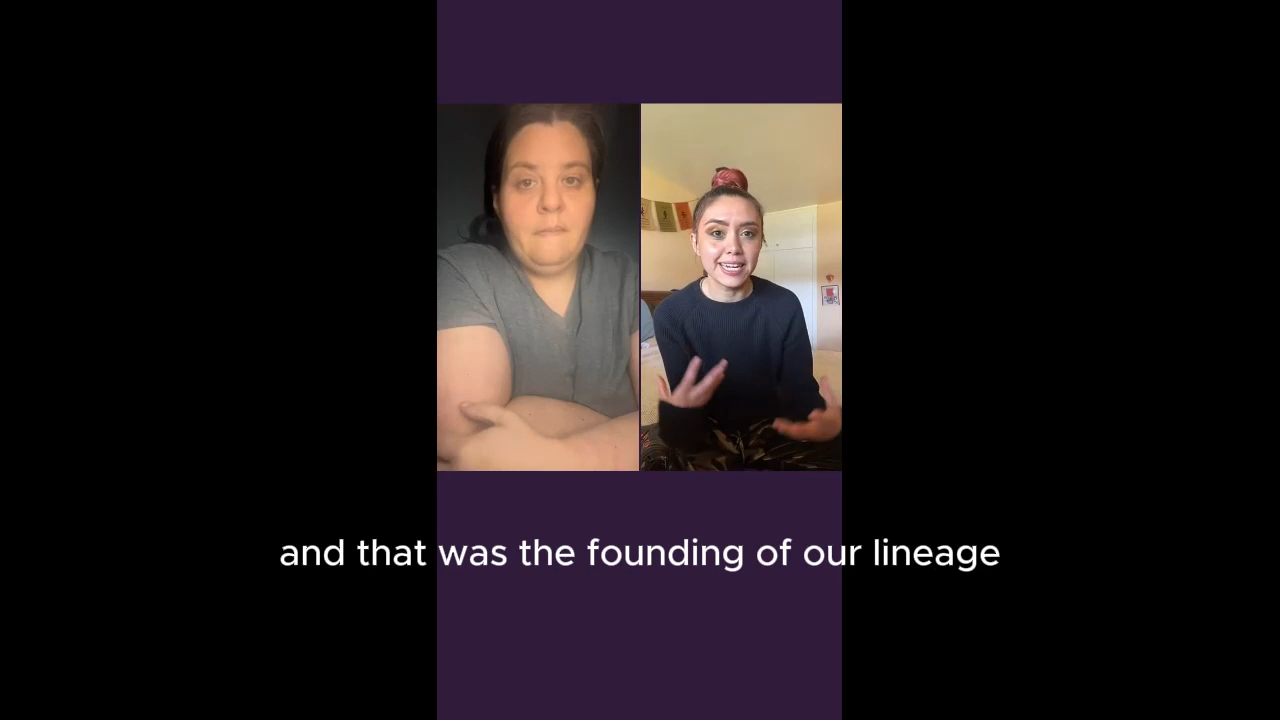 and that was the founding of our lineage